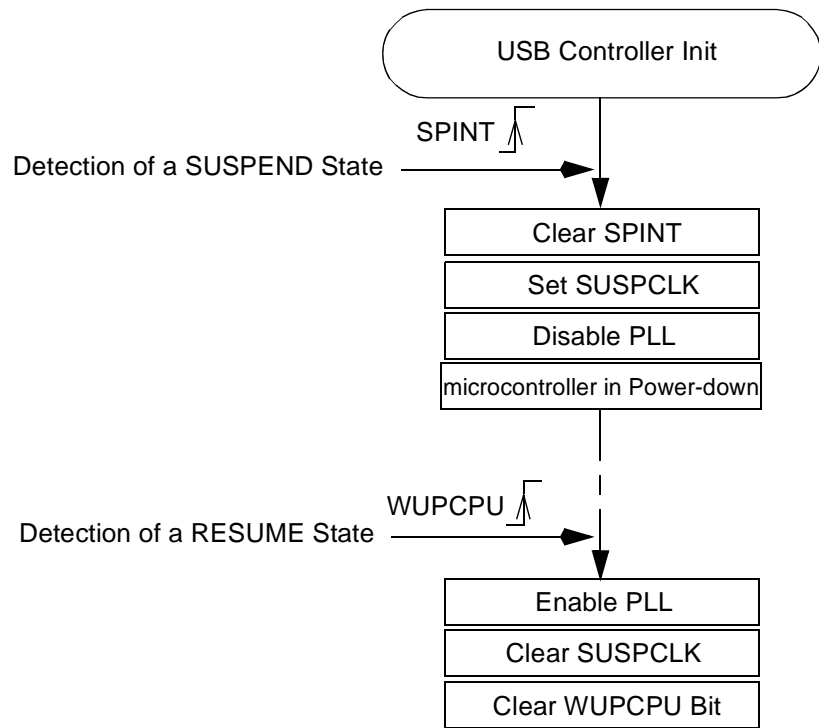 USB Controller Init
SPINT
Detection of a SUSPEND State
Clear SPINT
Set SUSPCLK
Disable PLL
microcontroller in Power-down
WUPCPU
Detection of a RESUME State
Enable PLL
Clear SUSPCLK
Clear WUPCPU Bit